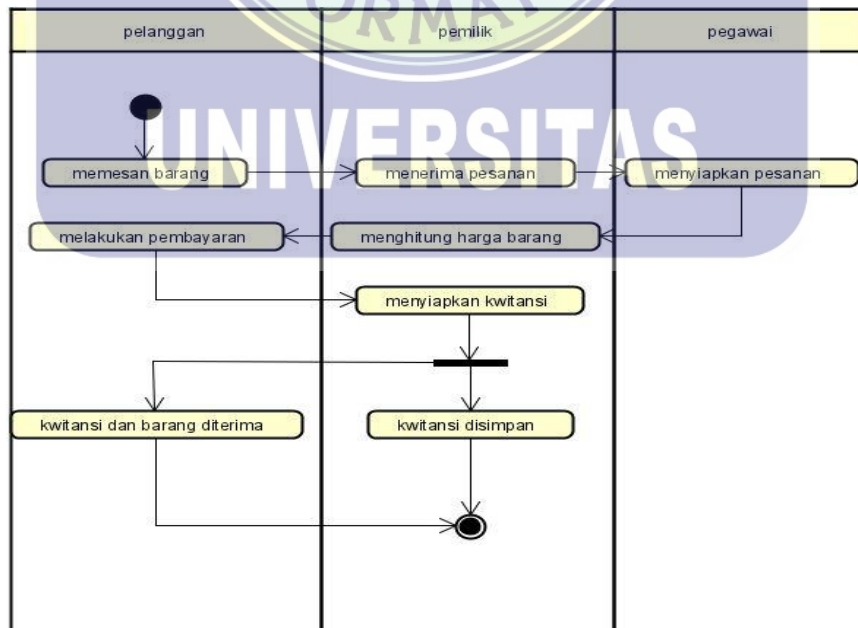 ORMA
pelanggan
pemilik
pegawai
UNIVERSITAS
memesan barang
menerima pesanan
menyiapkan pesanan
melakukan pembayaran
menghitung harga barang
menyiapkan kwitansi
kwitansi dan barang diterima
kwitansi disimpan